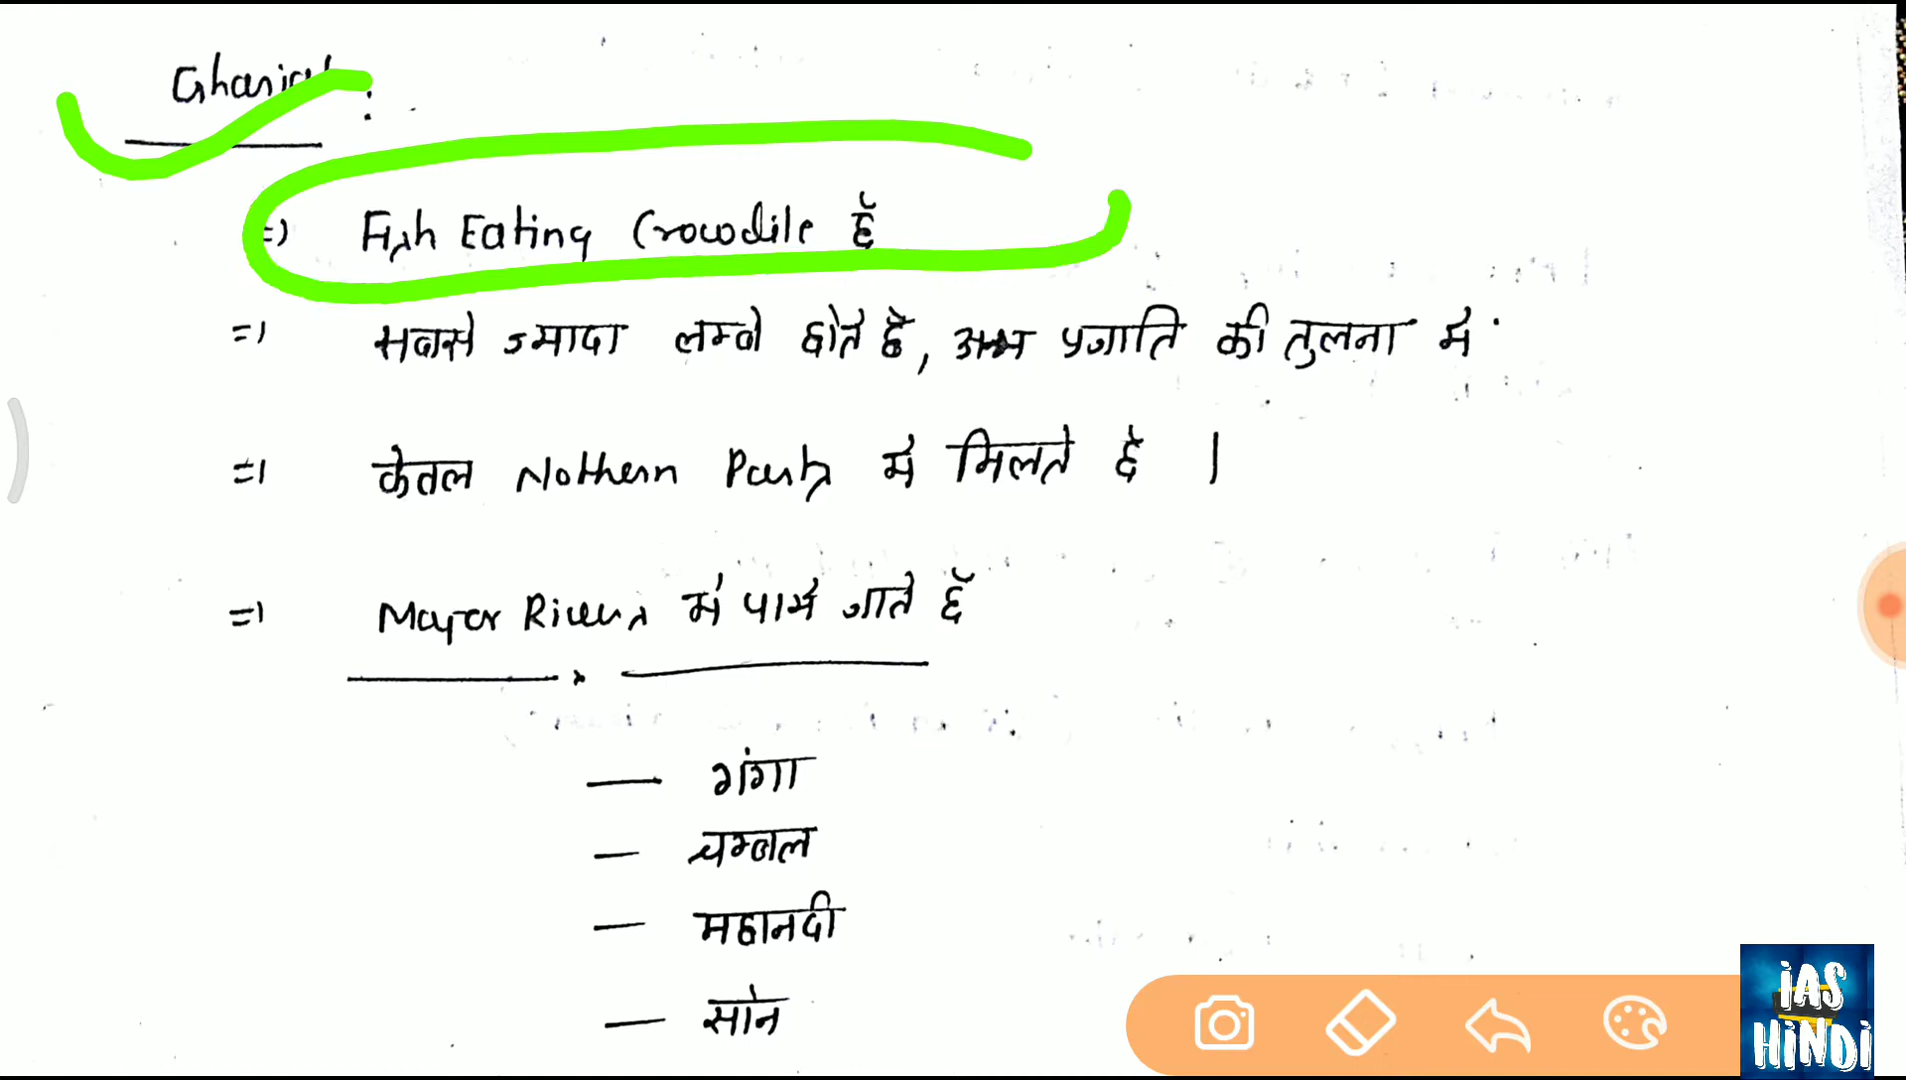 Gharial :
=) Fish Eating Crocodile है
=) सबसे ज्यादा लम्बे होते है, अन्य प्रजाति की तुलना मे
=) केवल Nothern Parts मे मिलते है ।
=) Major Rivers में पाये जाते हैं
— गंगा
— चम्बल
— महानदी
— सोन
iAS
HiNDi